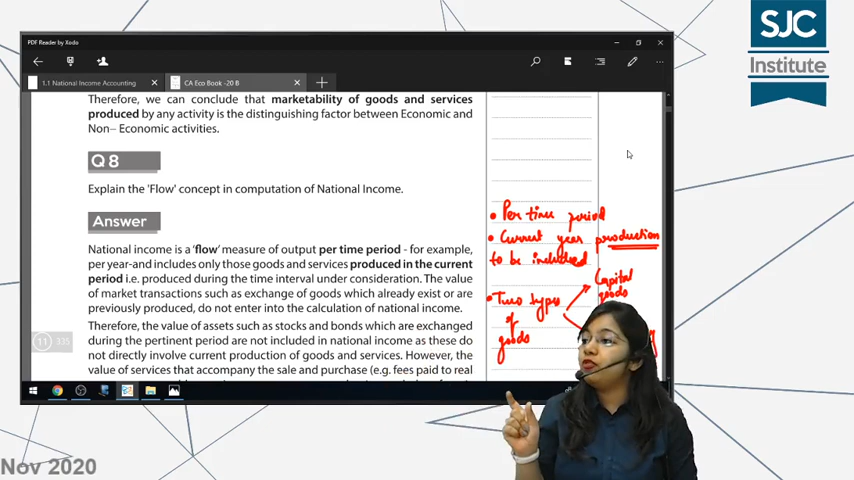 SJC
Institute
PDF Reader by Xodo
1.1 National Income Accounting
CA Eco Book -20 B
Therefore, we can conclude that marketability of goods and services
produced by any activity is the distinguishing factor between Economic and
Non– Economic activities.
Q 8
Explain the 'Flow' concept in computation of National Income.
Answer
National income is a 'flow' measure of output per time period - for example,
per year-and includes only those goods and services produced in the current
period i.e. produced during the time interval under consideration. The value
of market transactions such as exchange of goods which already exist or are
previously produced, do not enter into the calculation of national income.
Therefore, the value of assets such as stocks and bonds which are exchanged
during the pertinent period are not included in national income as these do
not directly involve current production of goods and services. However, the
value of services that accompany the sale and purchase (e.g. fees paid to real
11 335
• Per time period
• Current year production
to be included
• Two types
of
goods
Capital
goods
Nov 2020